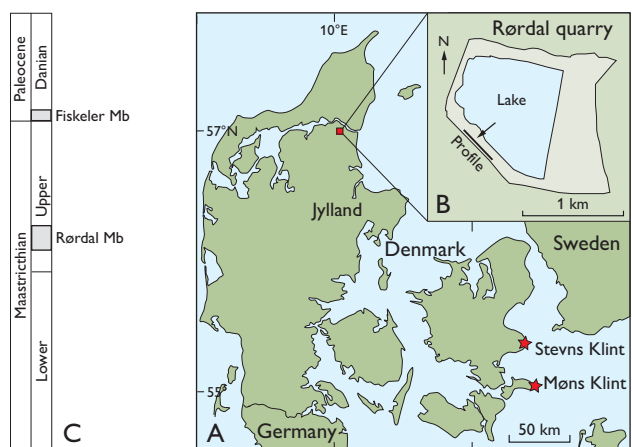 Paleocene
Danian
Fiskeler Mb
Maastrichtian
Upper
Rørdal Mb
Lower
C
10°E
57°N
55°
Jylland
Denmark
Sweden
Stevns Klint
Møns Klint
Germany
A
50 km
Rørdal quarry
N
Lake
Profile
B
1 km